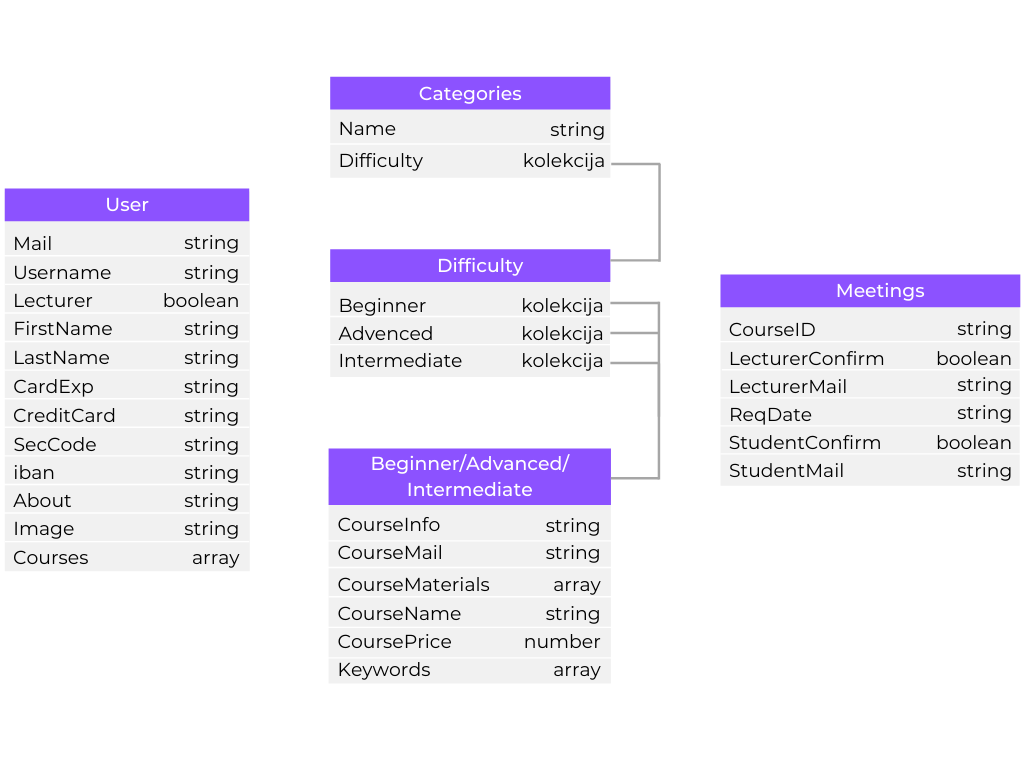 Categories
Name string
Difficulty kolekcija
User
Mail string
Username string
Lecturer boolean
FirstName string
LastName string
CardExp string
CreditCard string
SecCode string
iban string
About string
Image string
Courses array
Difficulty
Beginner kolekcija
Advenced kolekcija
Intermediate kolekcija
Beginner/Advanced/
Intermediate
CourseInfo string
CourseMail string
CourseMaterials array
CourseName string
CoursePrice number
Keywords array
Meetings
CourseID string
LecturerConfirm boolean
LecturerMail string
ReqDate string
StudentConfirm boolean
StudentMail string